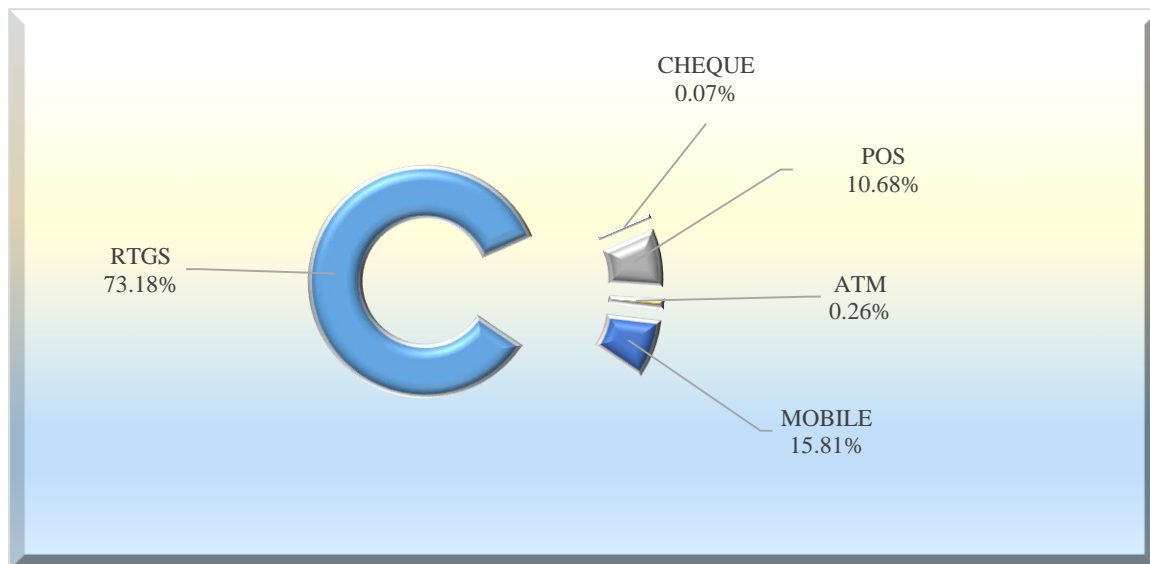 CHEQUE
0.07%
POS
10.68%
RTGS
73.18%
ATM
0.26%
MOBILE
15.81%